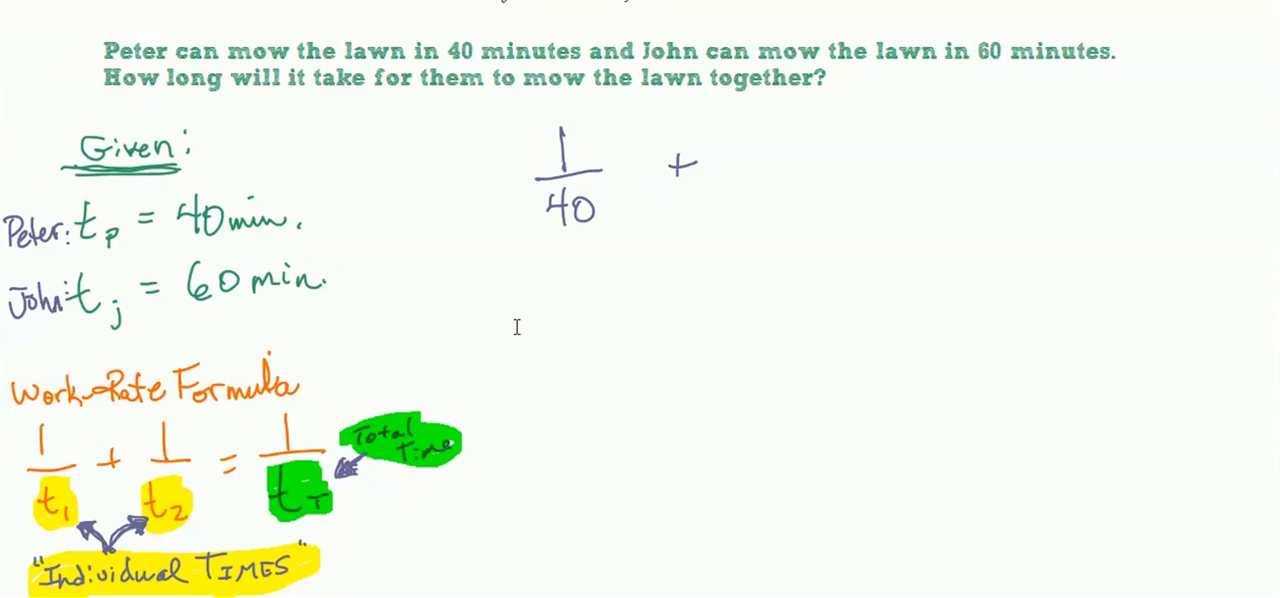 Peter can mow the lawn in 40 minutes and John can mow the lawn in 60 minutes.
How long will it take for them to mow the lawn together?
Given:
Peter: tp = 40 min.
John: tj = 60 min.
1/40 +
Work-Rate Formula
1/t1 + 1/t2 = 1/tT
Total Time
"Individual TIMES"